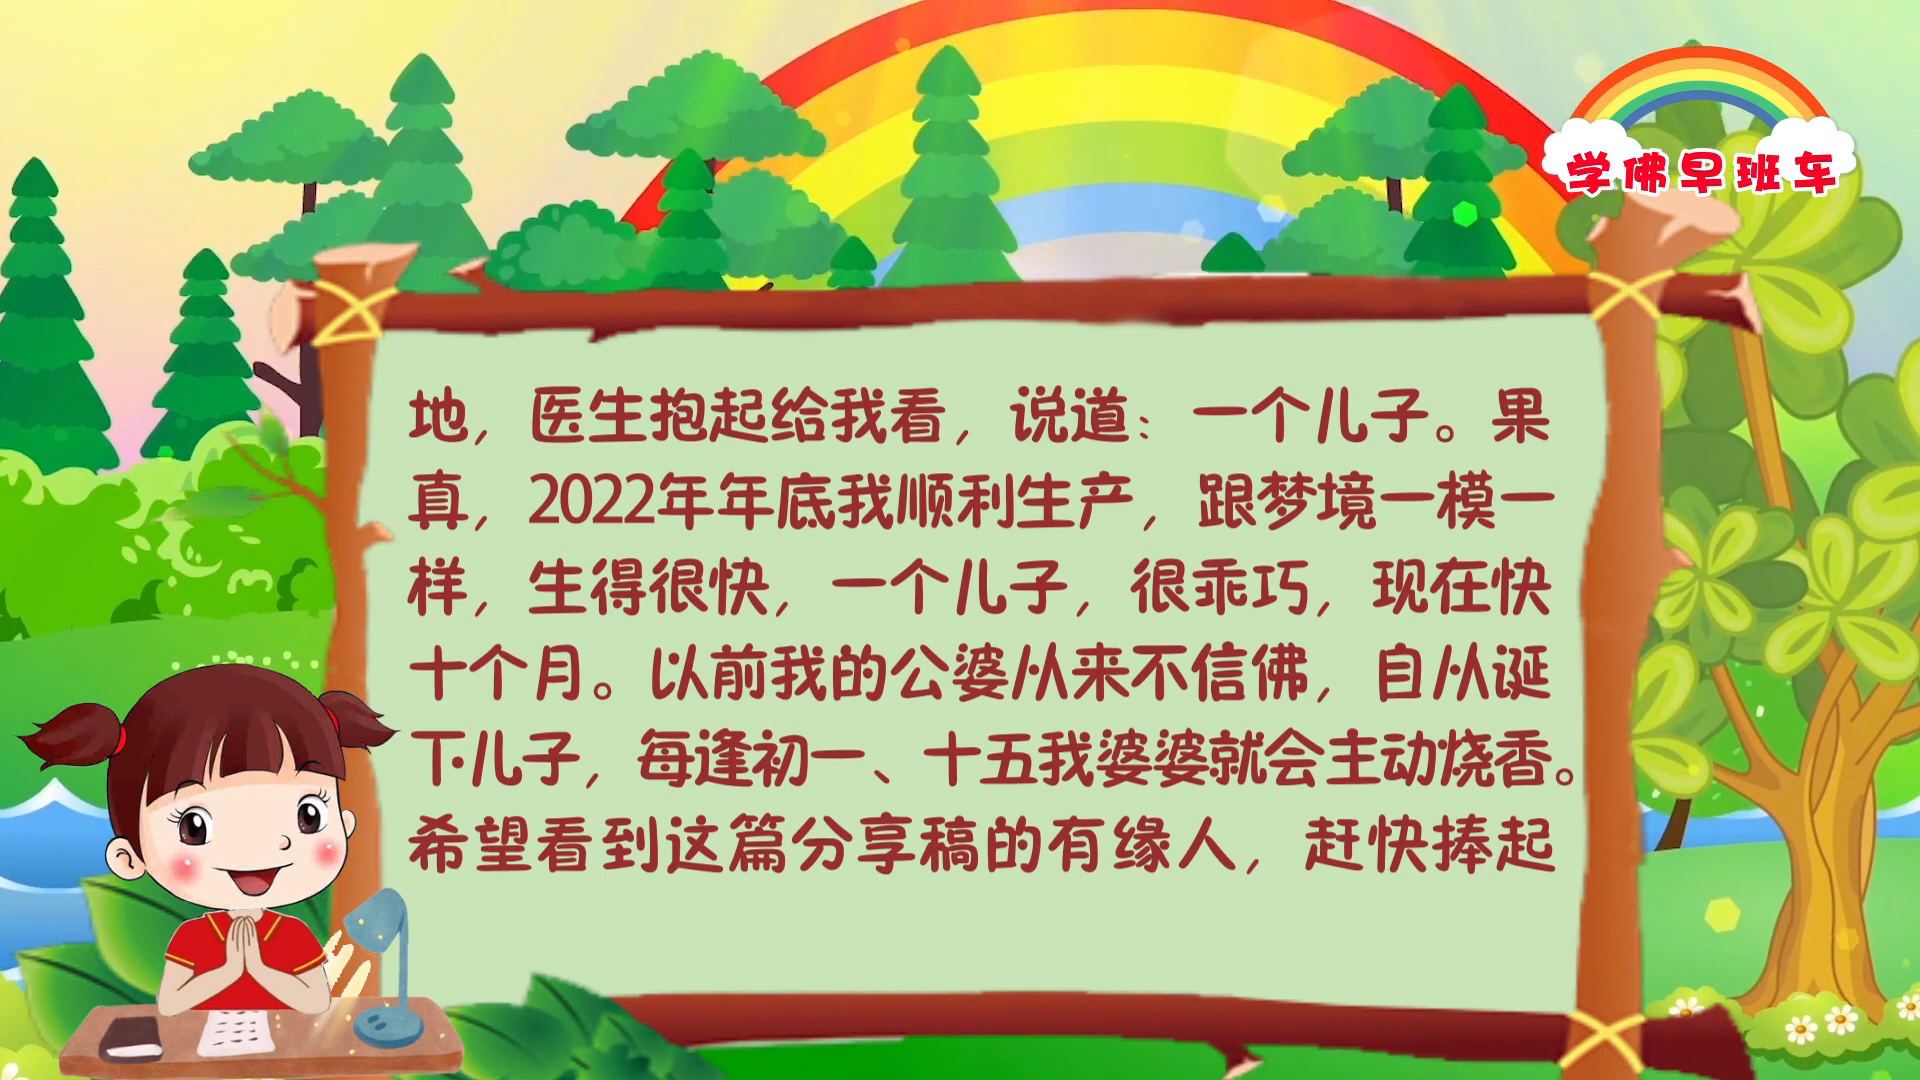 学佛早班车
地，医生抱起给我看，说道：一个儿子。果
真，2022年年底我顺利生产，跟梦境一模一
样，生得很快，一个儿子，很乖巧，现在快
十个月。以前我的公婆从来不信佛，自从诞
下儿子，每逢初一、十五我婆婆就会主动烧香。
希望看到这篇分享稿的有缘人，赶快捧起